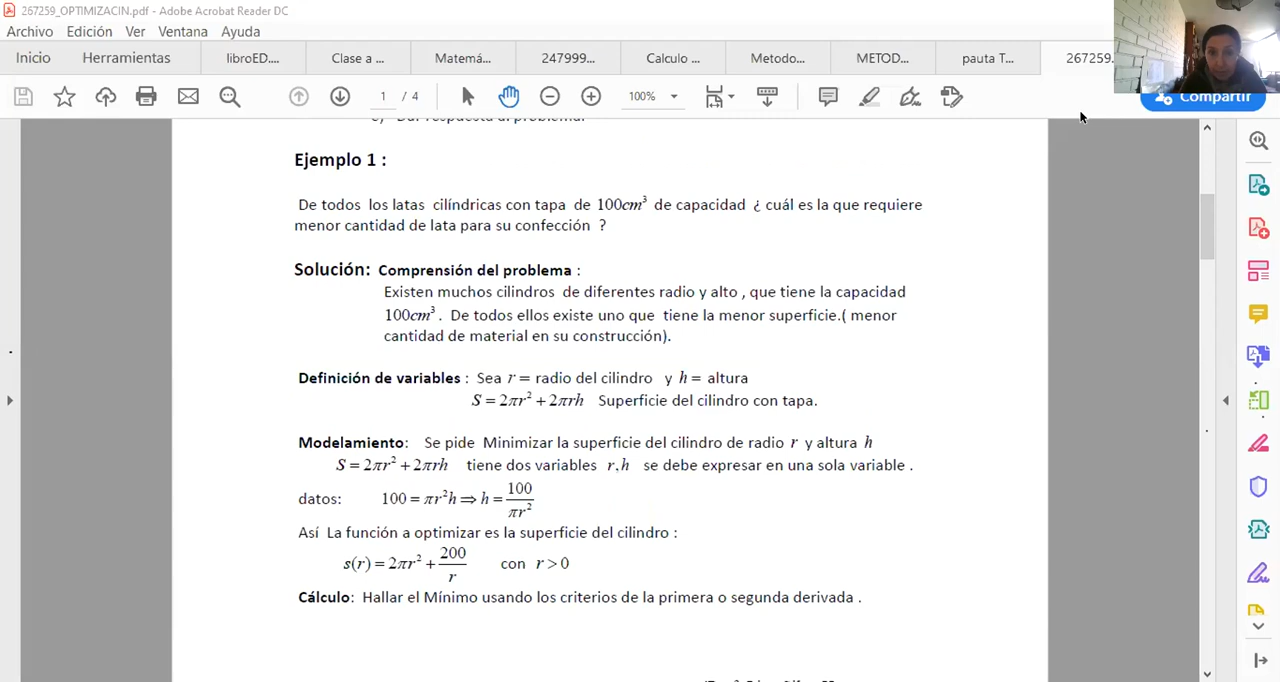 267259_OPTIMIZACIN.pdf - Adobe Acrobat Reader DC
Archivo Edición Ver Ventana Ayuda
Inicio Herramientas libroED.... Clase a ... Matemá... 247999... Calculo ... Metodo... METOD... pauta T... 267259.
1 / 4 100% Compartir
Ejemplo 1 :
De todos los latas cilíndricas con tapa de 100cm³ de capacidad ¿ cuál es la que requiere
menor cantidad de lata para su confección ?
Solución: Comprensión del problema :
Existen muchos cilindros de diferentes radio y alto , que tiene la capacidad
100cm³. De todos ellos existe uno que tiene la menor superficie.( menor
cantidad de material en su construcción).
Definición de variables : Sea r = radio del cilindro y h = altura
S = 2πr² + 2πrh Superficie del cilindro con tapa.
Modelamiento: Se pide Minimizar la superficie del cilindro de radio r y altura h
S = 2πr² + 2πrh tiene dos variables r,h se debe expresar en una sola variable .
datos: 100 = πr²h ⇒ h = 100/πr²
Así La función a optimizar es la superficie del cilindro :
s(r) = 2πr² + 200/r con r > 0
Cálculo: Hallar el Mínimo usando los criterios de la primera o segunda derivada .